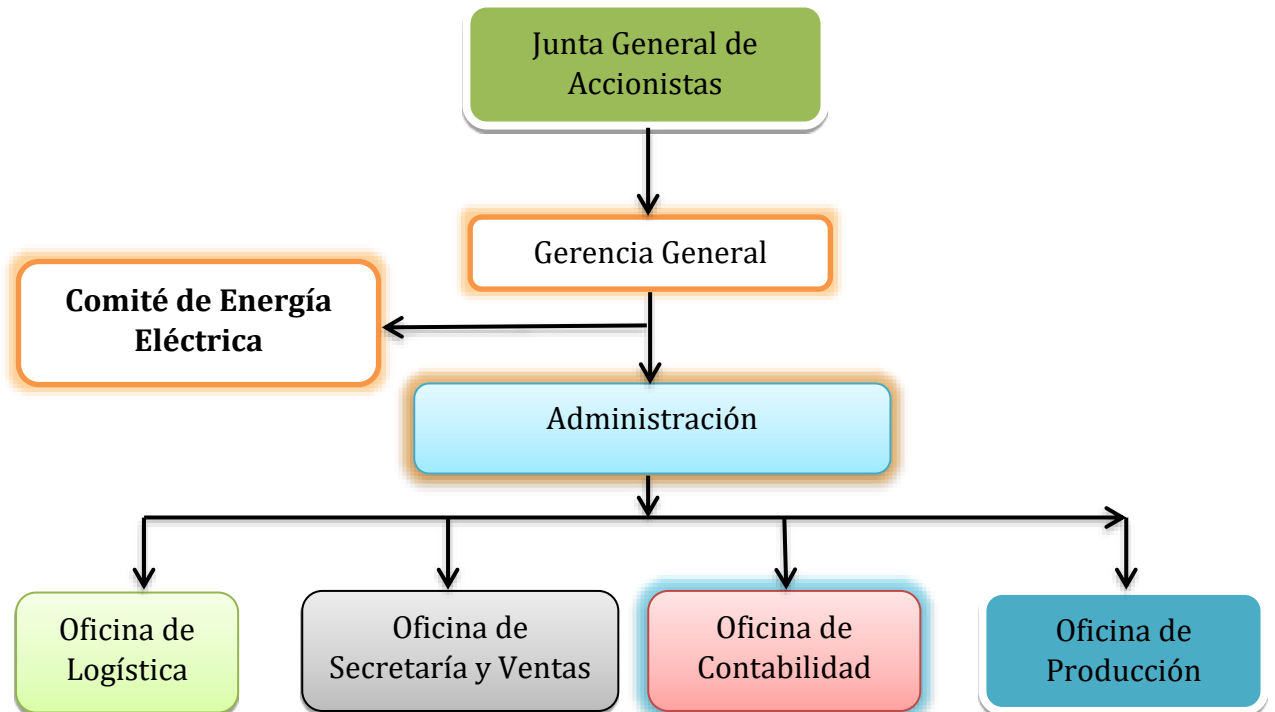 Junta General de
Accionistas
Gerencia General
Comité de Energía
Eléctrica
Administración
Oficina de
Logística
Oficina de
Secretaría y Ventas
Oficina de
Contabilidad
Oficina de
Producción